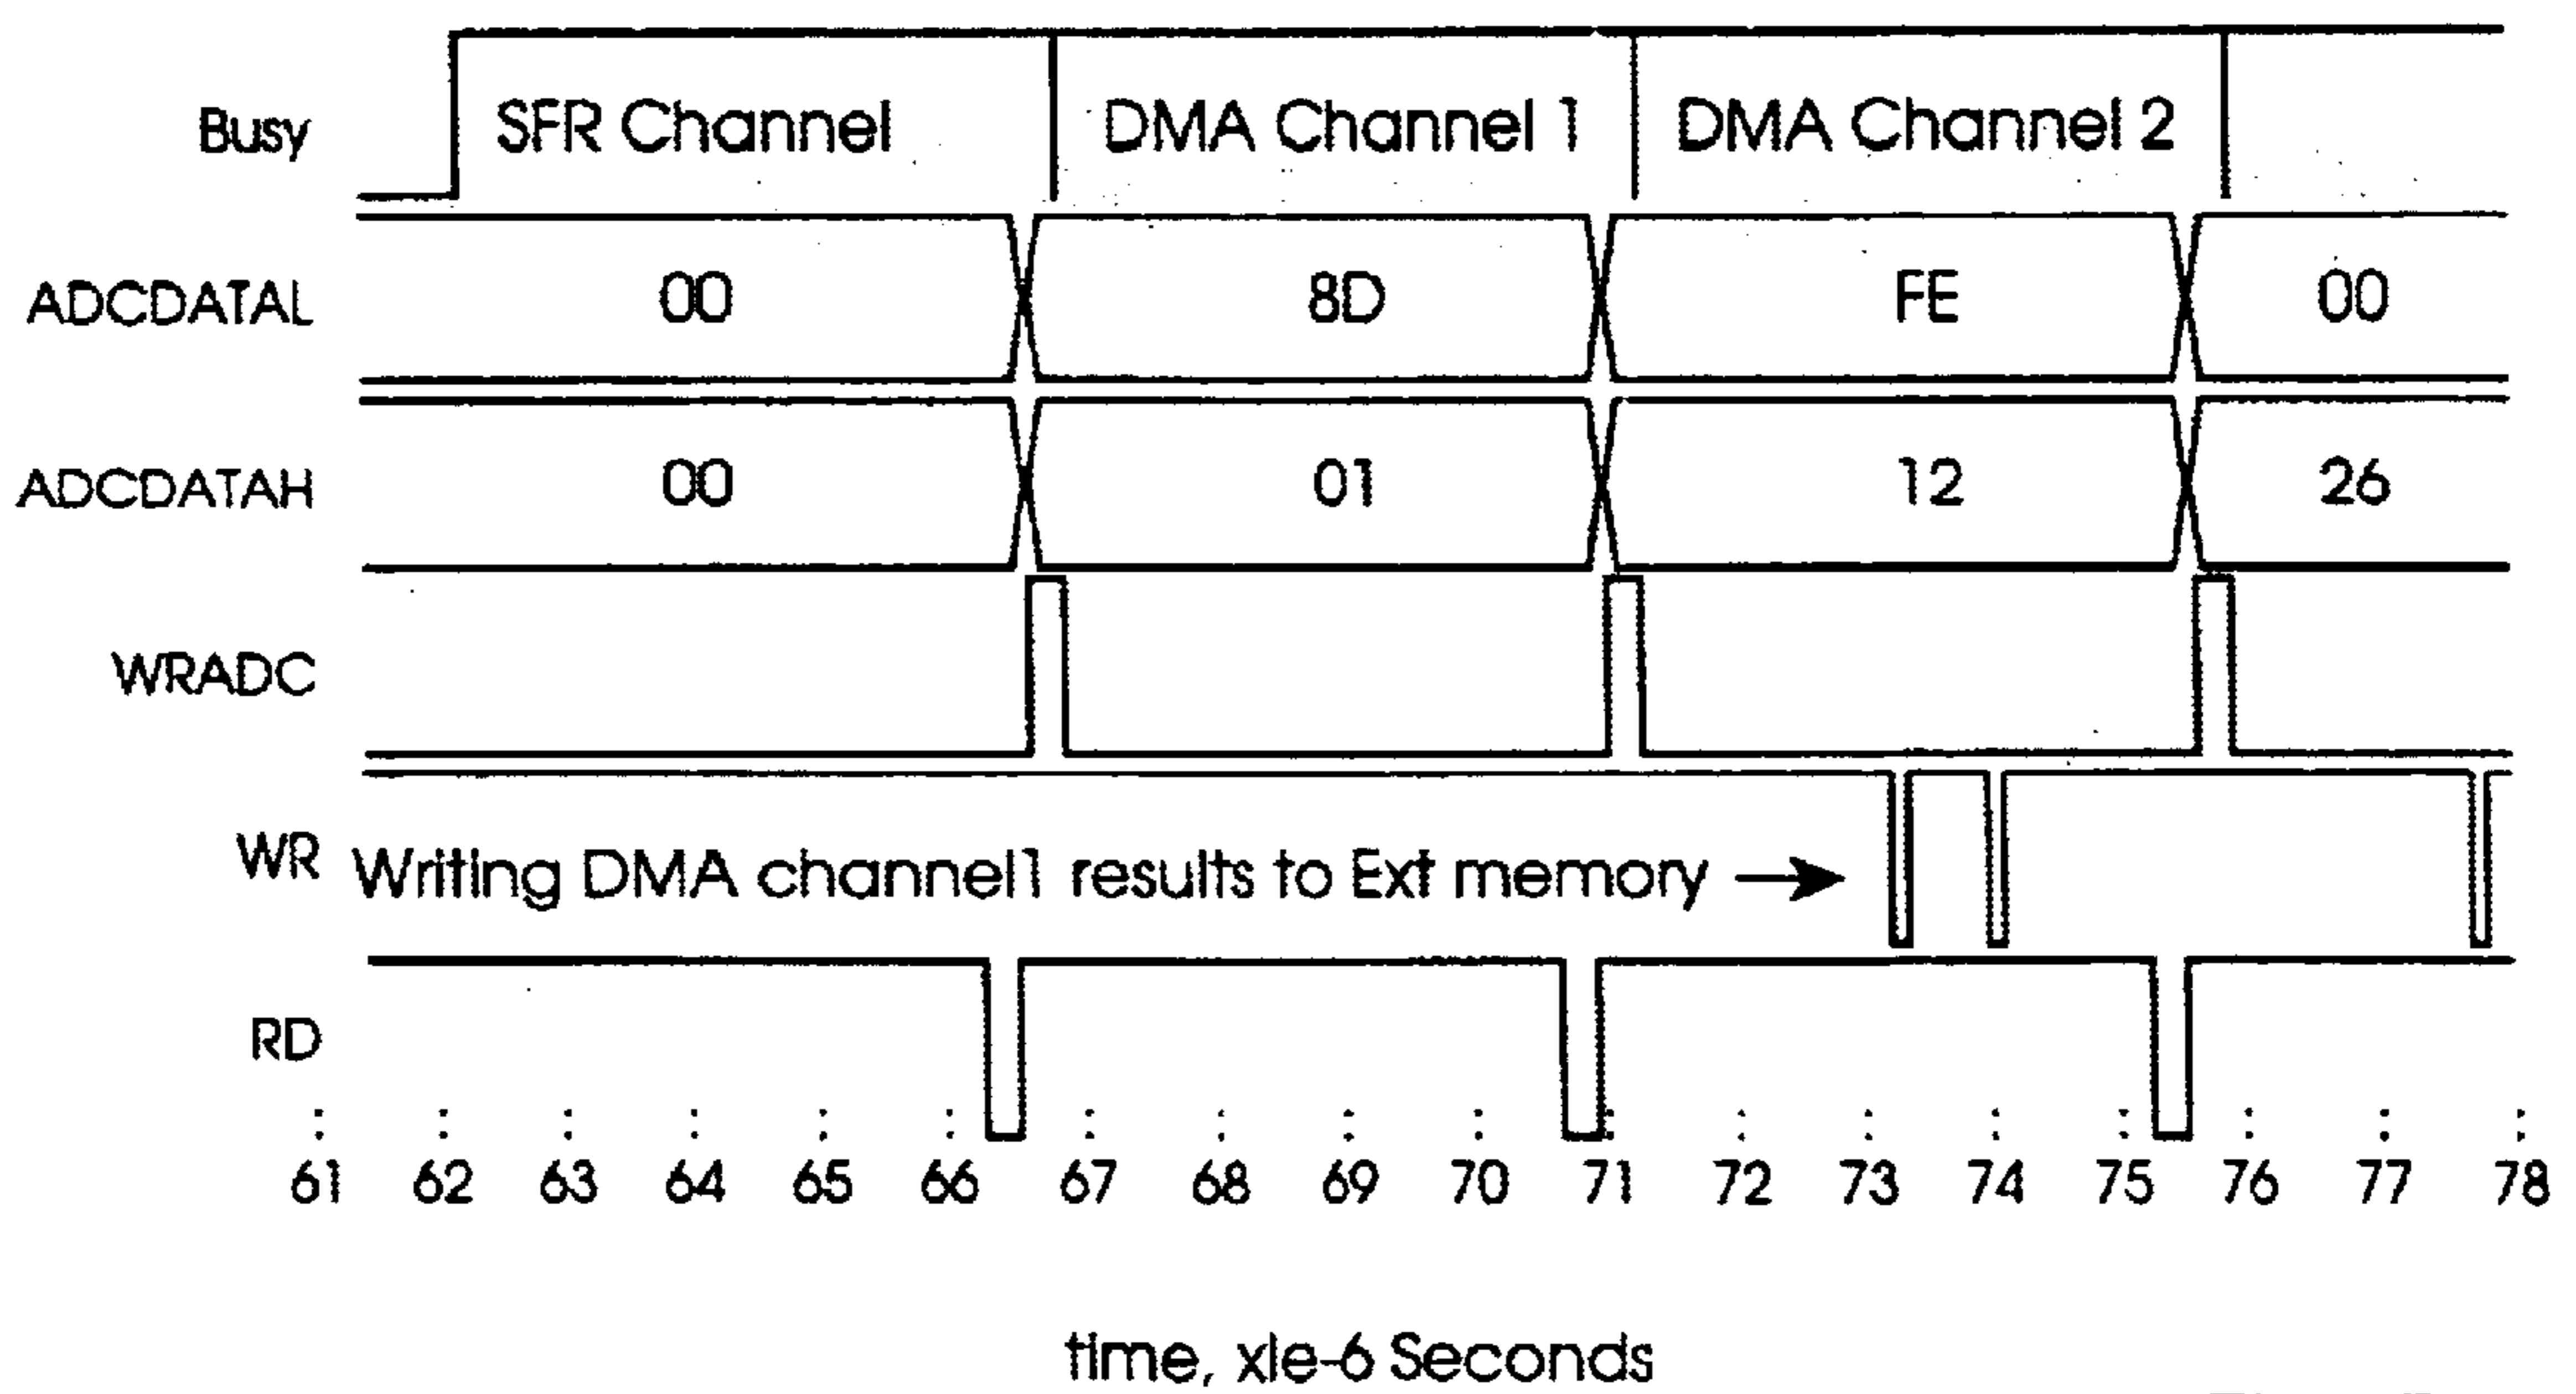 Busy SFR Channel DMA Channel 1 DMA Channel 2
ADCDATAL 00 8D FE 00
ADCDATAH 00 01 12 26
WRADC
WR Writing DMA channel1 results to Ext memory
RD
61 62 63 64 65 66 67 68 69 70 71 72 73 74 75 76 77 78
time, xle-6 Seconds